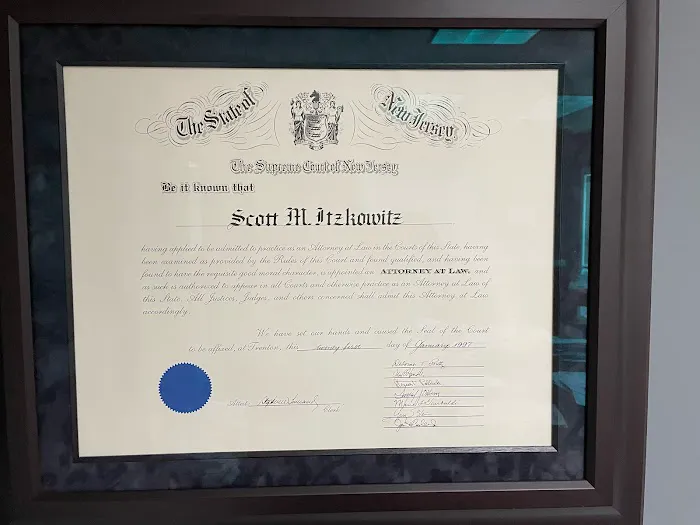 The State of New Jersey
The Supreme Court of New Jersey
Be it known that
Scott M. Itzkowitz
having applied to be admitted to practice as an Attorney at Law in the Courts of this State, having
been examined as provided by the Rules of this Court and found qualified, and having been
found to have the requisite good moral character, is appointed an ATTORNEY AT LAW, and
as such is authorized to appear in all Courts and otherwise practice as an Attorney at Law of
this State. All Justices, Judges, and others concerned shall admit this Attorney at Law
accordingly.
We have set our hands and caused the Seal of the Court
to be affixed, at Trenton, this twenty first day of January 1997
Attest
Clerk